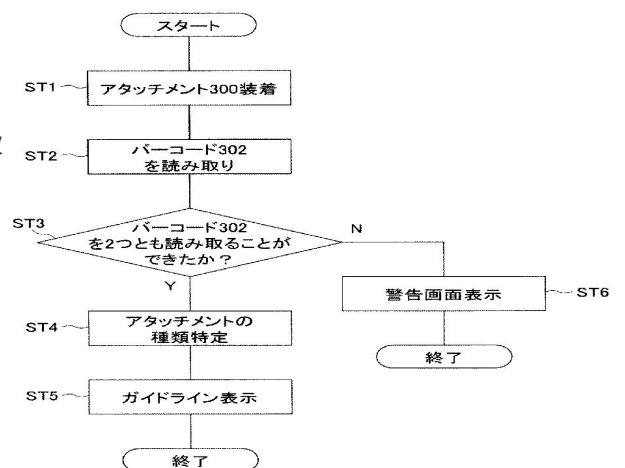 スタート
ST1
アタッチメント300装着
ST2
バーコード302
を読み取り
ST3
バーコード302
を2つとも読み取ることが
できたか？
N
Y
警告画面表示
ST6
終了
ST4
アタッチメントの
種類特定
ST5
ガイドライン表示
終了